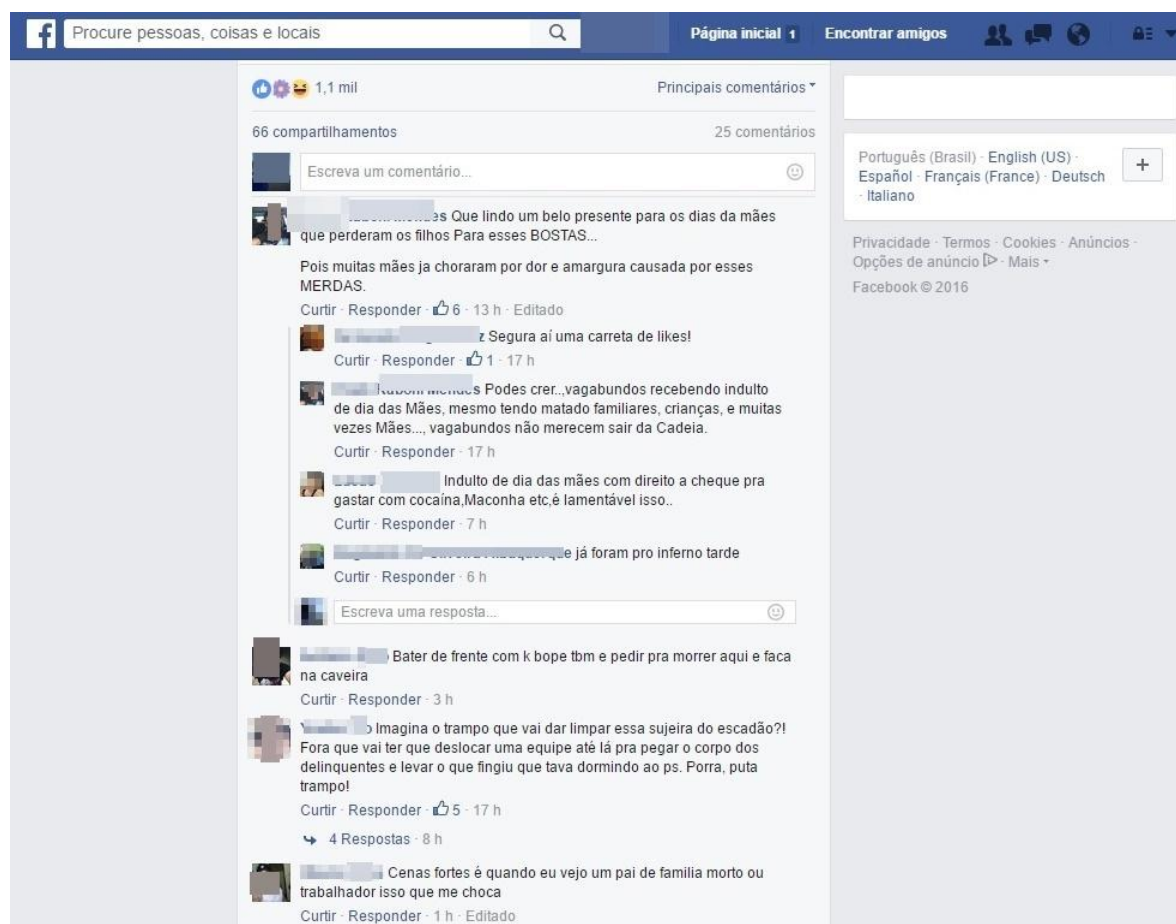 f
Procure pessoas, coisas e locais
Página inicial 1
Encontrar amigos
1,1 mil
Principais comentários
66 compartilhamentos
25 comentários
Escreva um comentário...
Mendes Que lindo um belo presente para os dias da mães
que perderam os filhos Para esses BOSTAS...
Pois muitas mães ja choraram por dor e amargura causada por esses
MERDAS.
Curtir · Responder · 6 · 13 h · Editado
z Segura aí uma carreta de likes!
Curtir · Responder · 1 · 17 h
Mendes Podes crer..,vagabundos recebendo indulto
de dia das Mães, mesmo tendo matado familiares, crianças, e muitas
vezes Mães..., vagabundos não merecem sair da Cadeia.
Curtir · Responder · 17 h
Indulto de dia das mães com direito a cheque pra
gastar com cocaína,Maconha etc,é lamentável isso..
Curtir · Responder · 7 h
já foram pro inferno tarde
Curtir · Responder · 6 h
Escreva uma resposta...
Bater de frente com k bope tbm e pedir pra morrer aqui e faca
na caveira
Curtir · Responder · 3 h
Imagina o trampo que vai dar limpar essa sujeira do escadão?!
Fora que vai ter que deslocar uma equipe até lá pra pegar o corpo dos
delinquentes e levar o que fingiu que tava dormindo ao ps. Porra, puta
trampo!
Curtir · Responder · 5 · 17 h
4 Respostas · 8 h
Cenas fortes é quando eu vejo um pai de familia morto ou
trabalhador isso que me choca
Curtir · Responder · 1 h · Editado
Português (Brasil) · English (US) ·
Español · Français (France) · Deutsch
· Italiano
+
Privacidade · Termos · Cookies · Anúncios ·
Opções de anúncio · Mais
Facebook © 2016